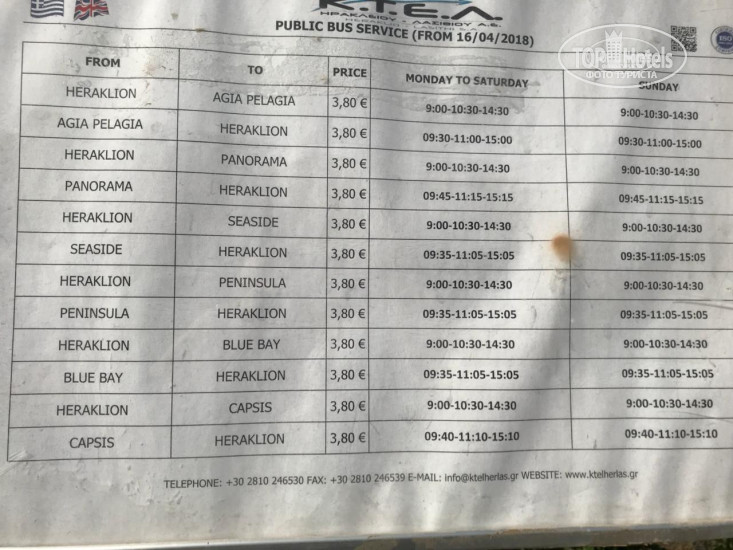 Κ.Τ.Ε.Λ.
ΗΡΑΚΛΕΙΟΥ - ΛΑΣΙΘΙΟΥ Α.Ε.
PUBLIC BUS SERVICE (FROM 16/04/2018)
TOP Hotels
ФОТО ТУРИСТА
FROM TO PRICE MONDAY TO SATURDAY SUNDAY
HERAKLION AGIA PELAGIA 3,80 € 9:00-10:30-14:30 9:00-10:30-14:30
AGIA PELAGIA HERAKLION 3,80 € 09:30-11:00-15:00 09:30-11:00-15:00
HERAKLION PANORAMA 3,80 € 9:00-10:30-14:30 9:00-10:30-14:30
PANORAMA HERAKLION 3,80 € 09:45-11:15-15:15 09:45-11:15-15:15
HERAKLION SEASIDE 3,80 € 9:00-10:30-14:30 9:00-10:30-14:30
SEASIDE HERAKLION 3,80 € 09:35-11:05-15:05 09:35-11:05-15:05
HERAKLION PENINSULA 3,80 € 9:00-10:30-14:30 9:00-10:30-14:30
PENINSULA HERAKLION 3,80 € 09:35-11:05-15:05 09:35-11:05-15:05
HERAKLION BLUE BAY 3,80 € 9:00-10:30-14:30 9:00-10:30-14:30
BLUE BAY HERAKLION 3,80 € 09:35-11:05-15:05 09:35-11:05-15:05
HERAKLION CAPSIS 3,80 € 9:00-10:30-14:30 9:00-10:30-14:30
CAPSIS HERAKLION 3,80 € 09:40-11:10-15:10 09:40-11:10-15:10
TELEPHONE: +30 2810 246530 FAX: +30 2810 246539 E-MAIL: info@ktelherlas.gr WEBSITE: www.ktelherlas.gr